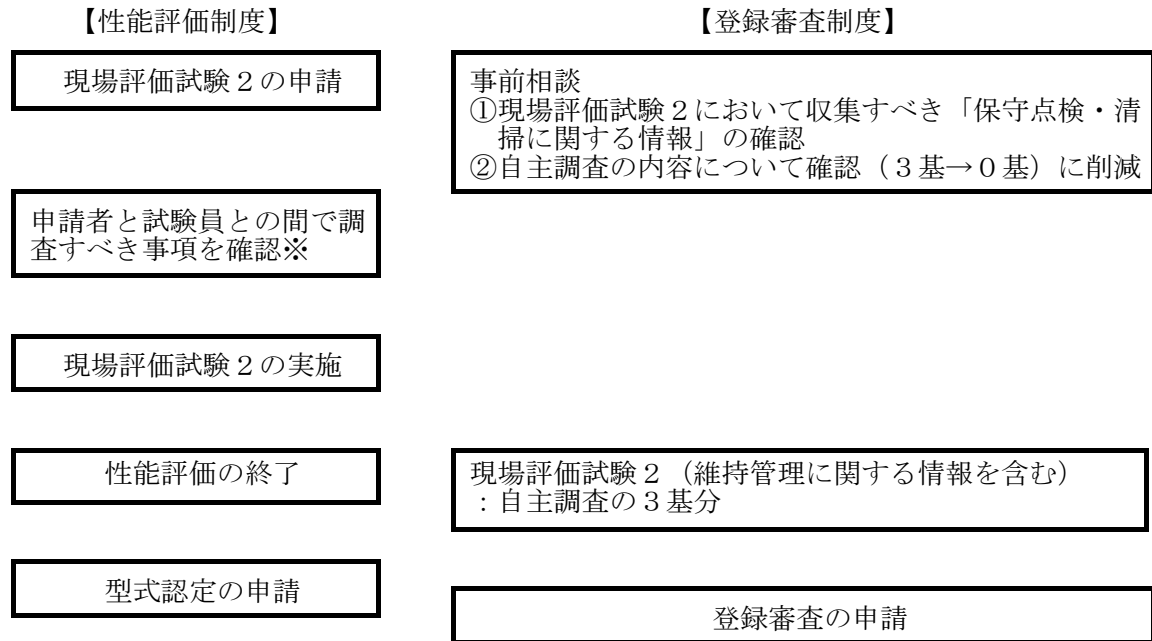 【性能評価制度】
【登録審査制度】
現場評価試験２の申請
事前相談
①現場評価試験２において収集すべき「保守点検・清
掃に関する情報」の確認
②自主調査の内容について確認（３基→０基）に削減
申請者と試験員との間で調
査すべき事項を確認※
現場評価試験２の実施
性能評価の終了
現場評価試験２（維持管理に関する情報を含む）
：自主調査の３基分
型式認定の申請
登録審査の申請